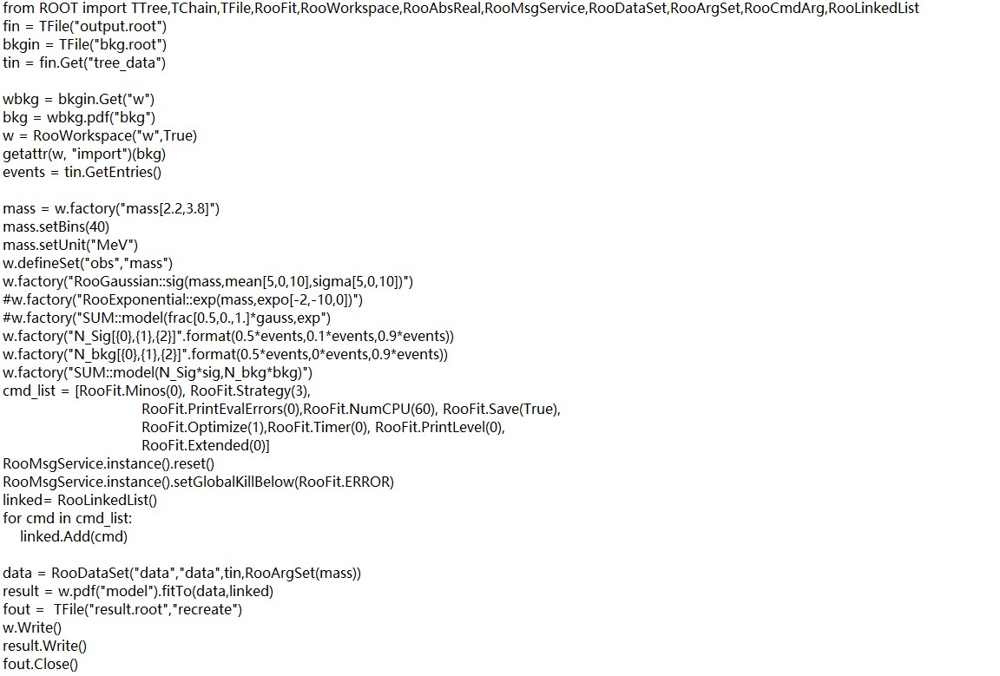 from ROOT import TTree,TChain,TFile,RooFit,RooWorkspace,RooAbsReal,RooMsgService,RooDataSet,RooArgSet,RooCmdArg,RooLinkedList
fin = TFile("output.root")
bkgin = TFile("bkg.root")
tin = fin.Get("tree_data")

wbkg = bkgin.Get("w")
bkg = wbkg.pdf("bkg")
w = RooWorkspace("w",True)
getattr(w, "import")(bkg)
events = tin.GetEntries()

mass = w.factory("mass[2.2,3.8]")
mass.setBins(40)
mass.setUnit("MeV")
w.defineSet("obs","mass")
w.factory("RooGaussian::sig(mass,mean[5,0,10],sigma[5,0,10])")
#w.factory("RooExponential::exp(mass,expo[-2,-10,0])")
#w.factory("SUM::model(frac[0.5,0.,1.]*gauss,exp")
w.factory("N_Sig[{0},{1},{2}]".format(0.5*events,0.1*events,0.9*events))
w.factory("N_bkg[{0},{1},{2}]".format(0.5*events,0*events,0.9*events))
w.factory("SUM::model(N_Sig*sig,N_bkg*bkg)")
cmd_list = [RooFit.Minos(0), RooFit.Strategy(3),
                    RooFit.PrintEvalErrors(0),RooFit.NumCPU(60), RooFit.Save(True),
                    RooFit.Optimize(1),RooFit.Timer(0), RooFit.PrintLevel(0),
                    RooFit.Extended(0)]
RooMsgService.instance().reset()
RooMsgService.instance().setGlobalKillBelow(RooFit.ERROR)
linked= RooLinkedList()
for cmd in cmd_list:
    linked.Add(cmd)

data = RooDataSet("data","data",tin,RooArgSet(mass))
result = w.pdf("model").fitTo(data,linked)
fout =  TFile("result.root","recreate")
w.Write()
result.Write()
fout.Close()